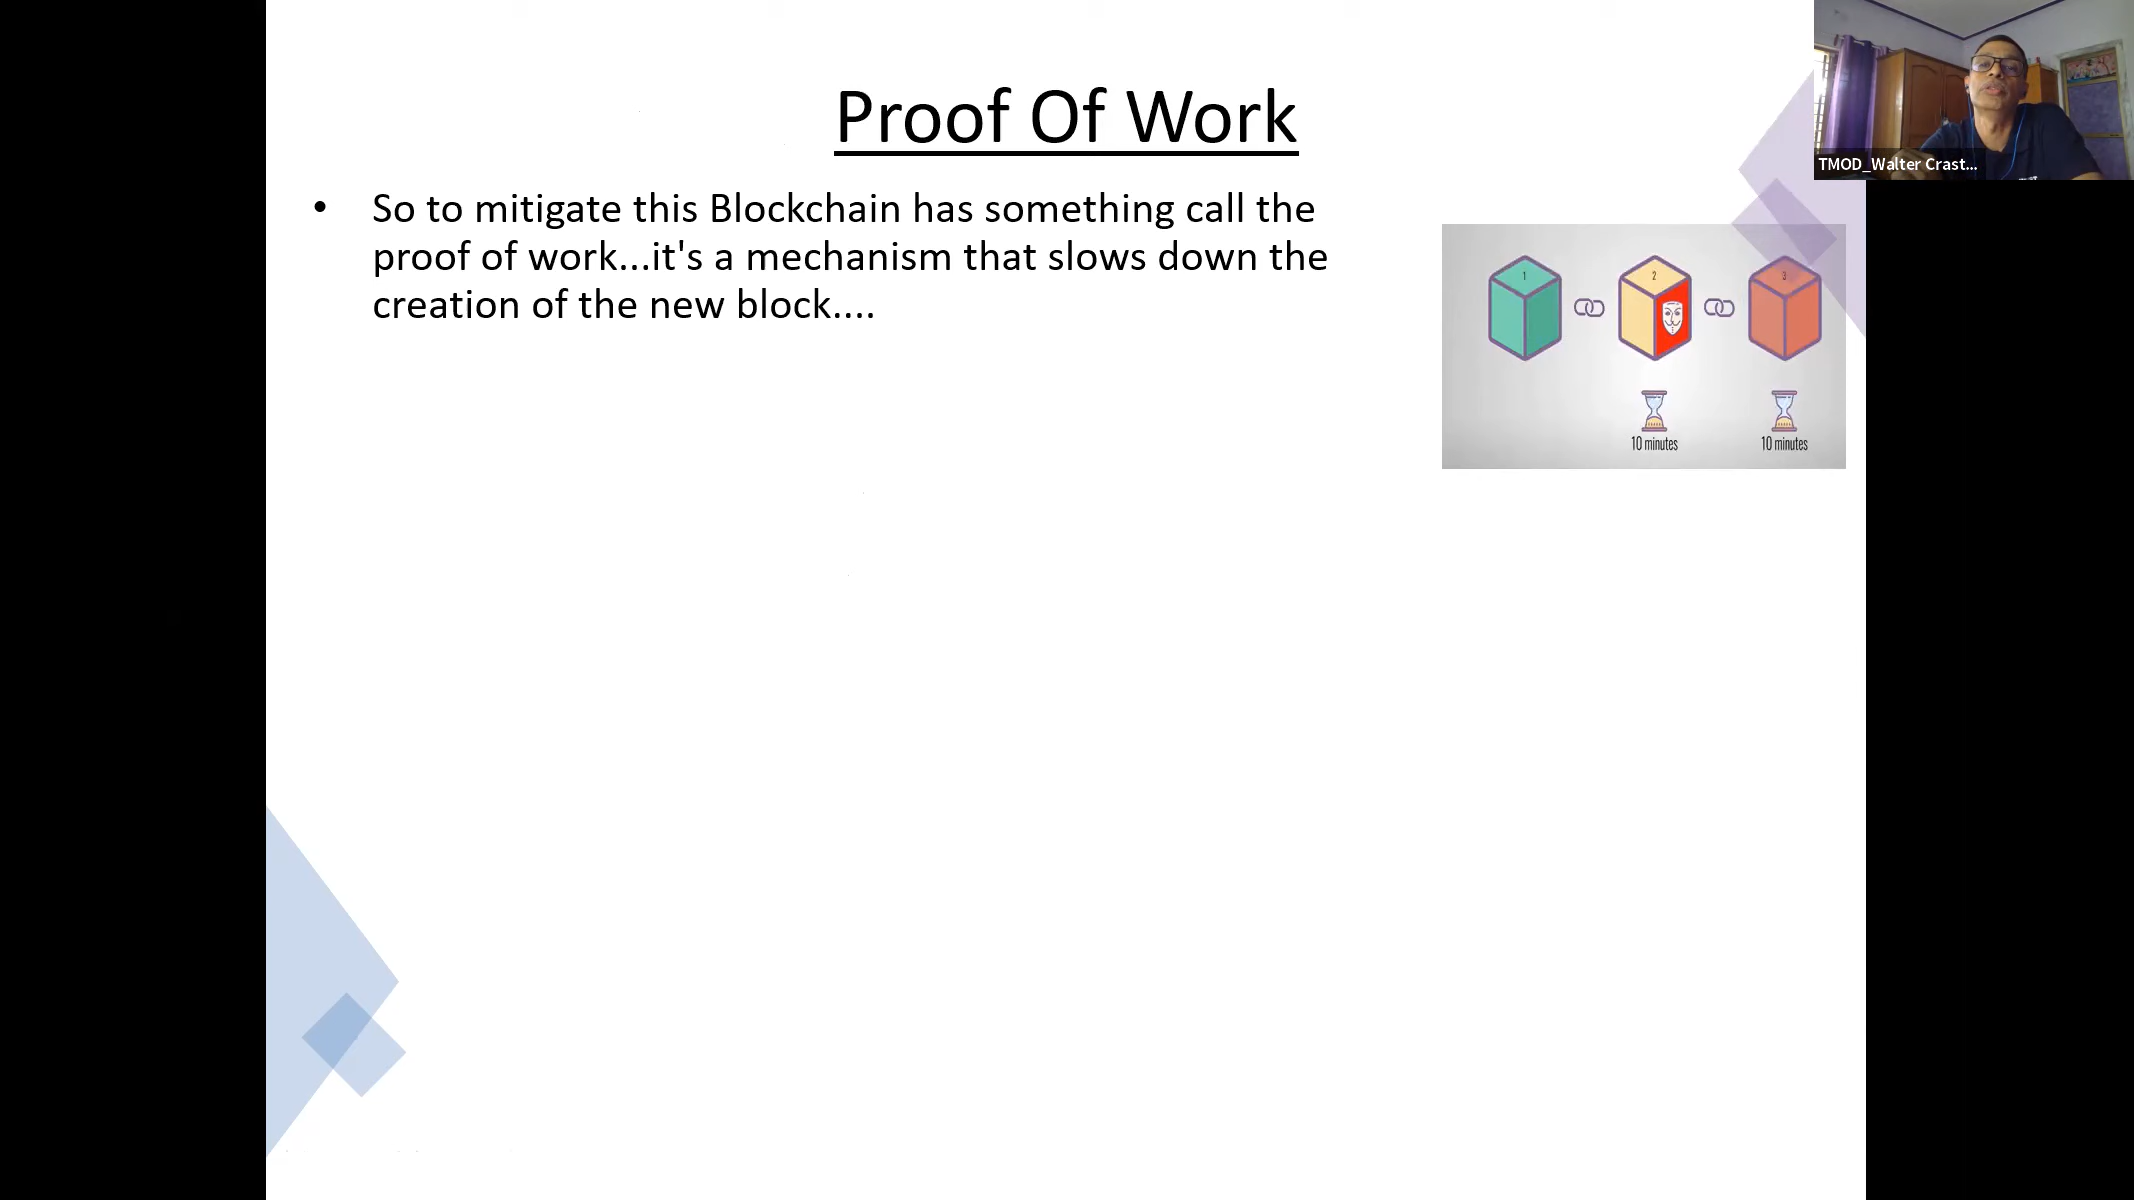 Proof Of Work
• So to mitigate this Blockchain has something call the
proof of work...it's a mechanism that slows down the
creation of the new block....
TMOD_Walter Crast...
1
2
3
10 minutes
10 minutes